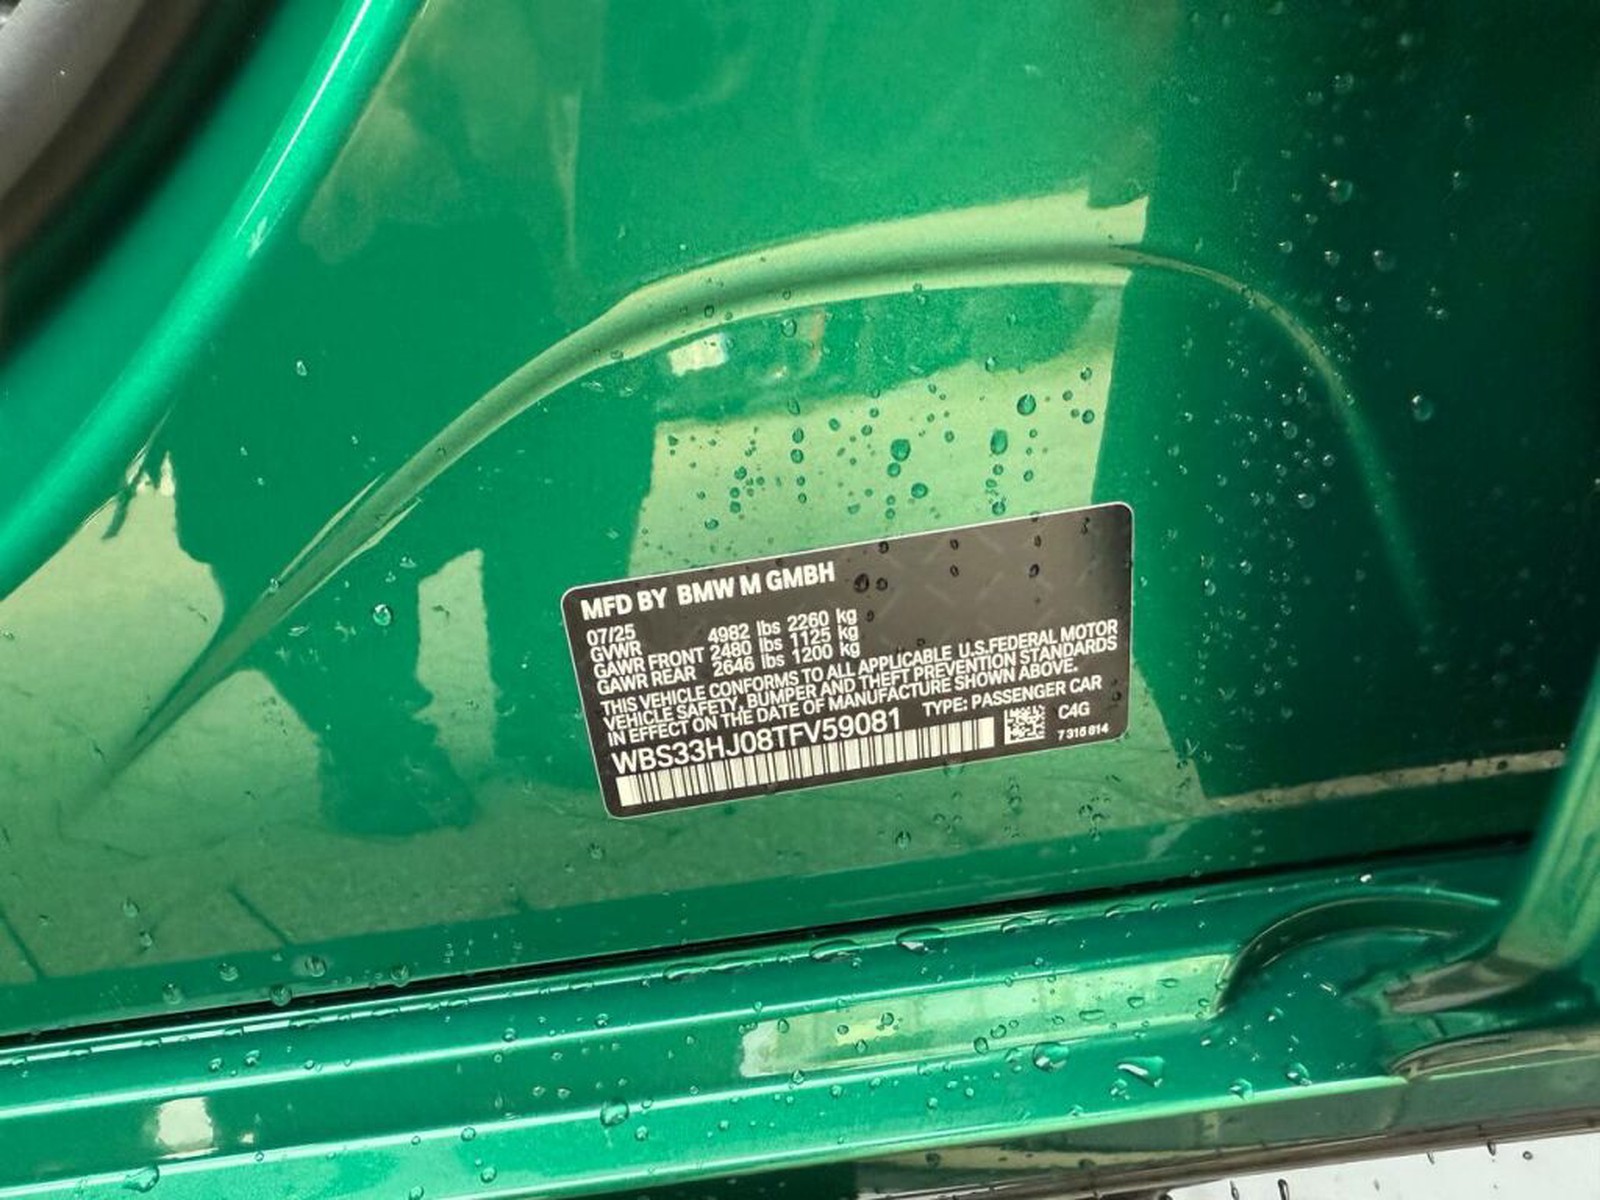 MFD BY BMW M GMBH
07/25
GVWR 4982 lbs 2260 kg
GAWR FRONT 2480 lbs 1125 kg
GAWR REAR 2646 lbs 1200 kg
THIS VEHICLE CONFORMS TO ALL APPLICABLE U.S.FEDERAL MOTOR
VEHICLE SAFETY, BUMPER AND THEFT PREVENTION STANDARDS
IN EFFECT ON THE DATE OF MANUFACTURE SHOWN ABOVE.
WBS33HJ08TFV59081 TYPE: PASSENGER CAR
C4G
7 315 814